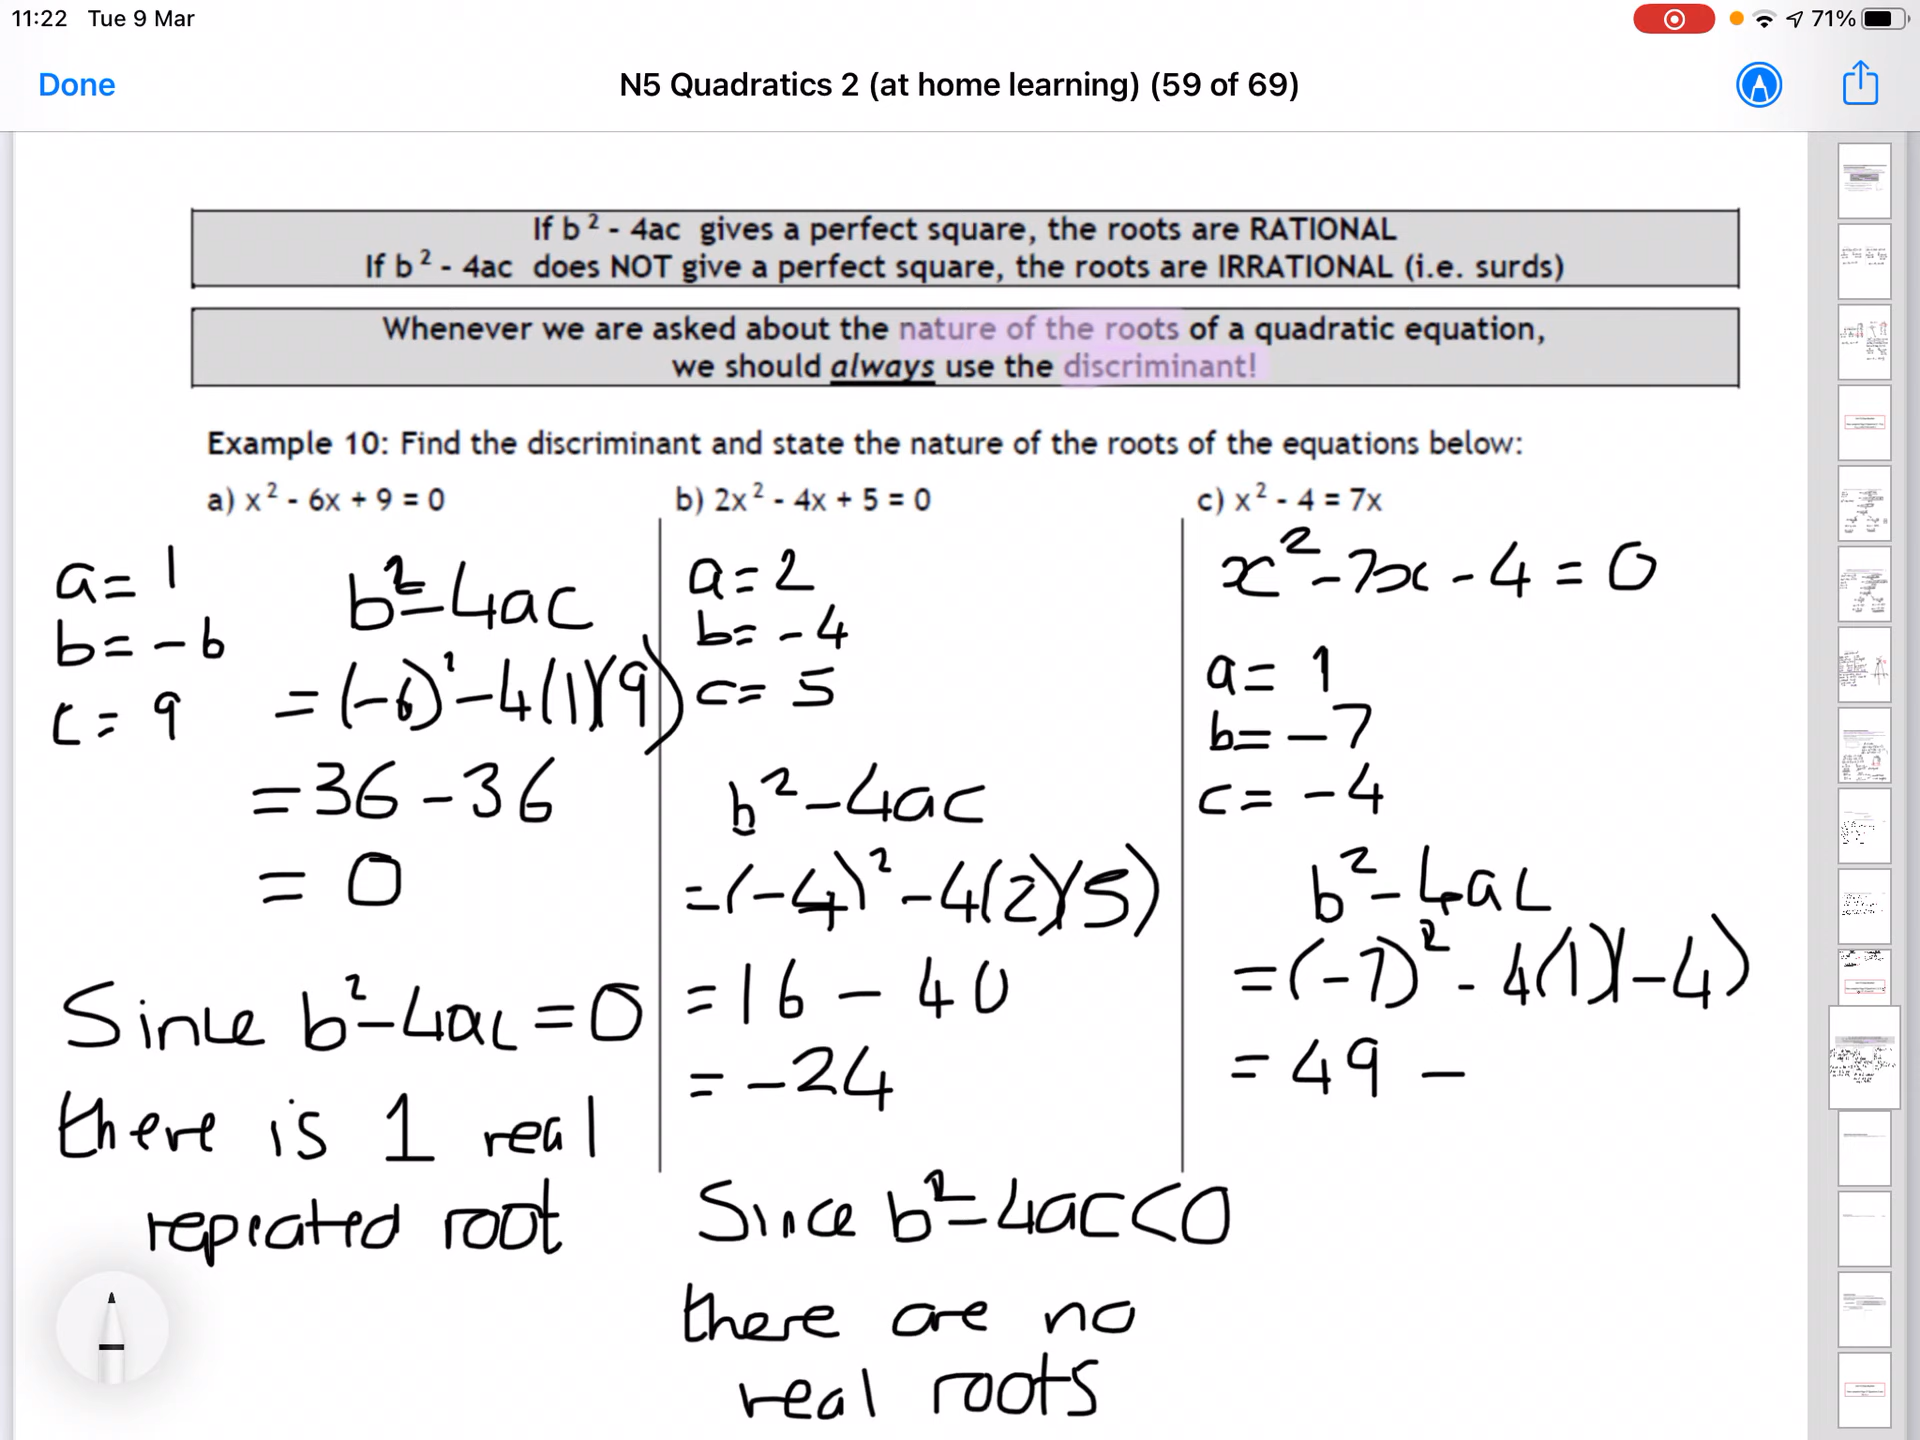 11:22 Tue 9 Mar
71%
Done
N5 Quadratics 2 (at home learning) (59 of 69)
If b² - 4ac gives a perfect square, the roots are RATIONAL
If b² - 4ac does NOT give a perfect square, the roots are IRRATIONAL (i.e. surds)
Whenever we are asked about the nature of the roots of a quadratic equation,
we should always use the discriminant!
Example 10: Find the discriminant and state the nature of the roots of the equations below:
a) x² - 6x + 9 = 0
a = 1
b = -6
c = 9
b² - 4ac
= (-6)² - 4(1)(9)
= 36 - 36
= 0
Since b² - 4ac = 0
there is 1 real
repeated root
b) 2x² - 4x + 5 = 0
a = 2
b = -4
c = 5
b² - 4ac
= (-4)² - 4(2)(5)
= 16 - 40
= -24
Since b² - 4ac < 0
there are no
real roots
c) x² - 4 = 7x
x² - 7x - 4 = 0
a = 1
b = -7
c = -4
b² - 4ac
= (-7)² - 4(1)(-4)
= 49 -